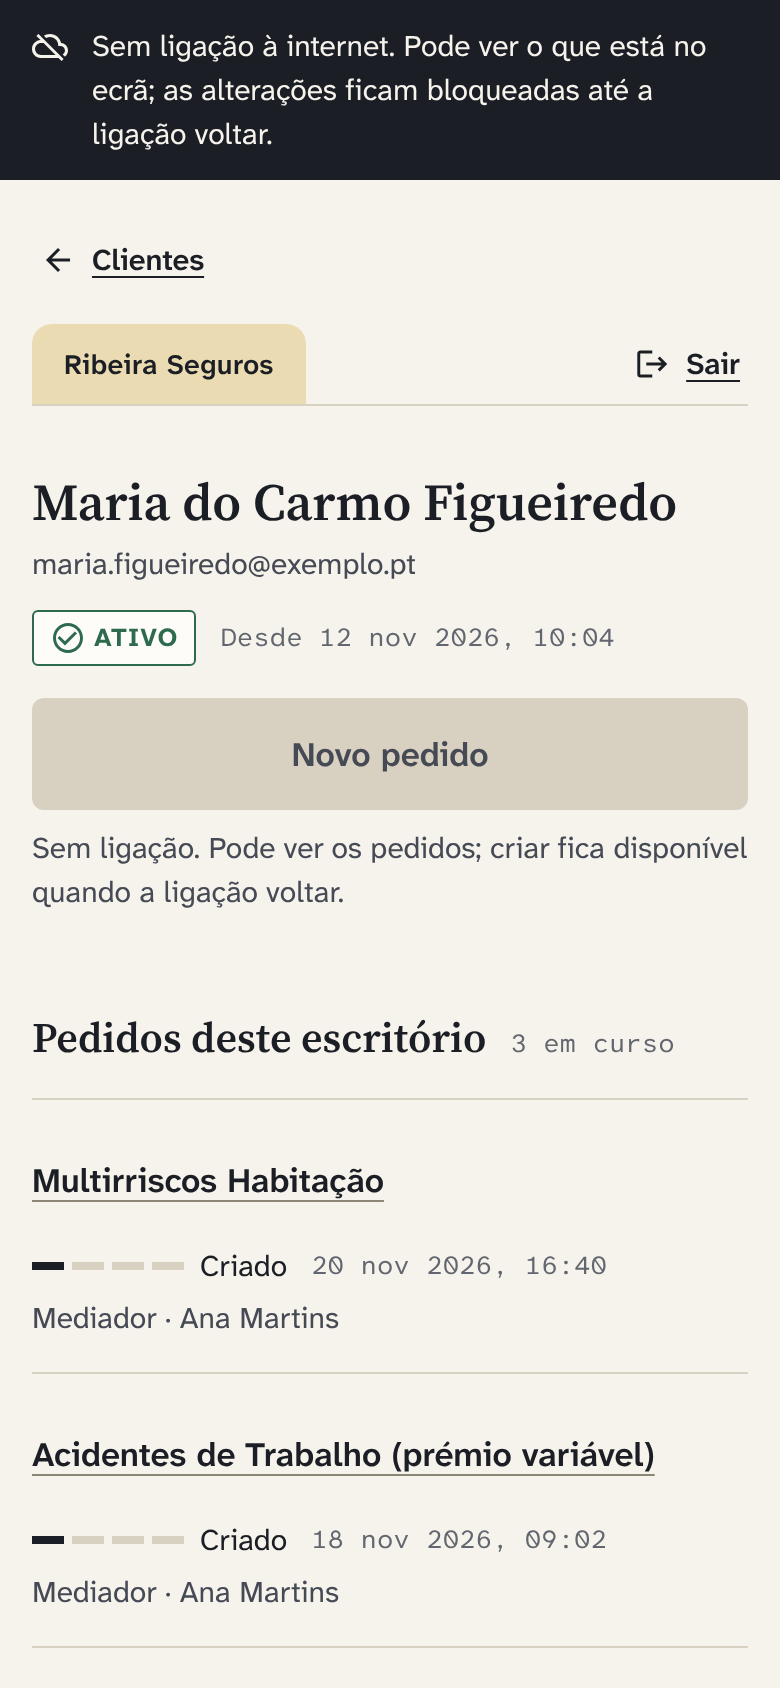 Sem ligação à internet. Pode ver o que está no
ecrã; as alterações ficam bloqueadas até a
ligação voltar.
Clientes
Ribeira Seguros
Sair
Maria do Carmo Figueiredo
maria.figueiredo@exemplo.pt
ATIVO Desde 12 nov 2026, 10:04
Novo pedido
Sem ligação. Pode ver os pedidos; criar fica disponível
quando a ligação voltar.
Pedidos deste escritório 3 em curso
Multirriscos Habitação
Criado 20 nov 2026, 16:40
Mediador · Ana Martins
Acidentes de Trabalho (prémio variável)
Criado 18 nov 2026, 09:02
Mediador · Ana Martins